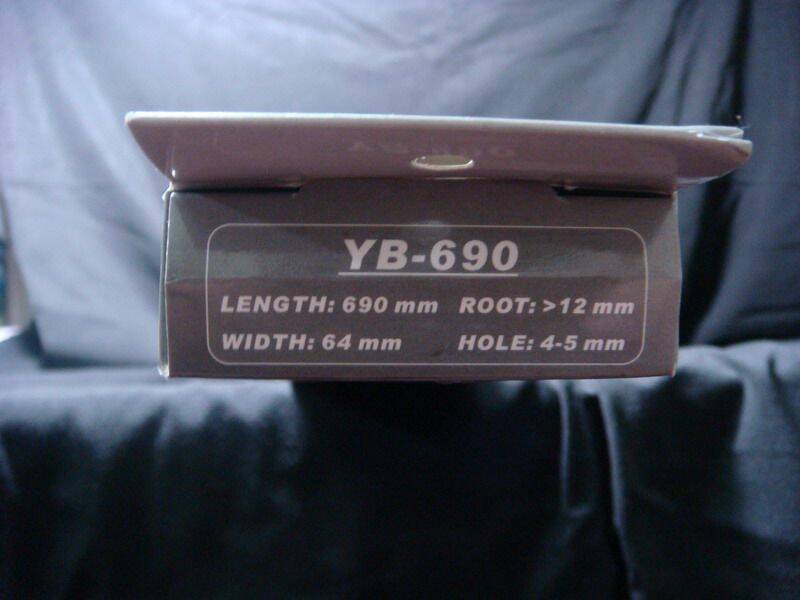 YB-690
LENGTH: 690 mm ROOT: >12 mm
WIDTH: 64 mm HOLE: 4-5 mm